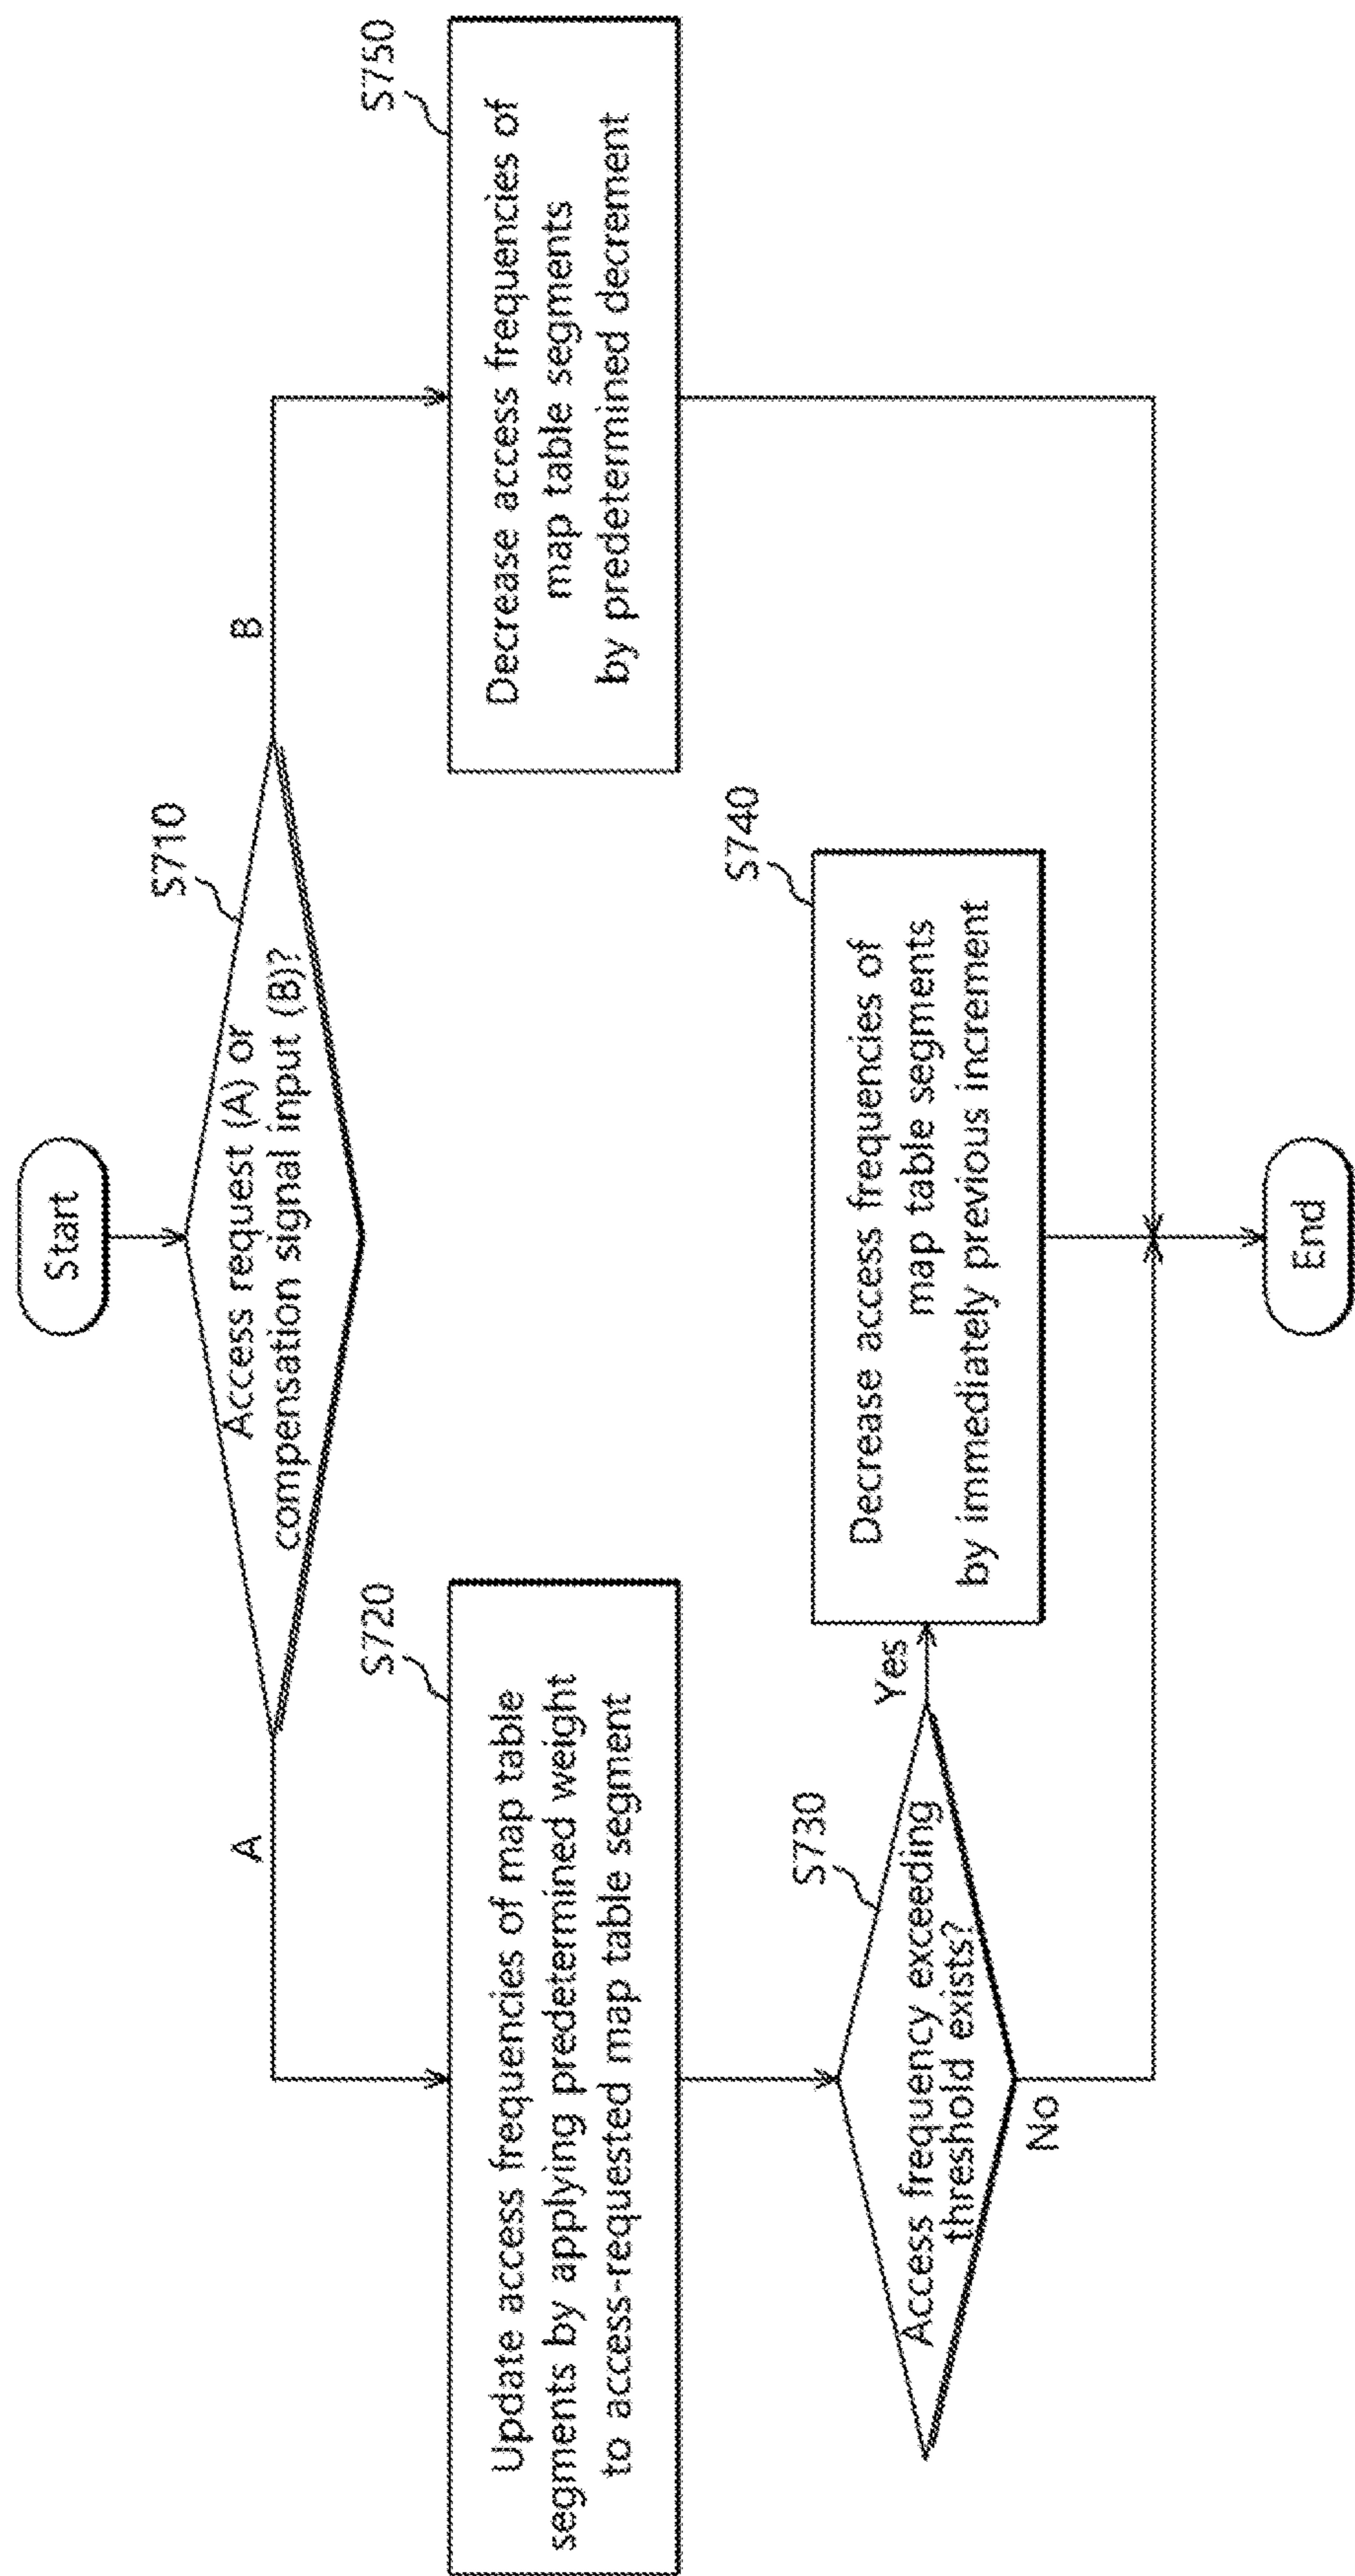 Start
S710
Access request (A) or
compensation signal input (B)?
A
B
S720
Update access frequencies of map table
segments by applying predetermined weight
to access-requested map table segment
S750
Decrease access frequencies of
map table segments
by predetermined decrement
S730
Access frequency exceeding
threshold exists?
Yes
No
S740
Decrease access frequencies of
map table segments
by immediately previous increment
End